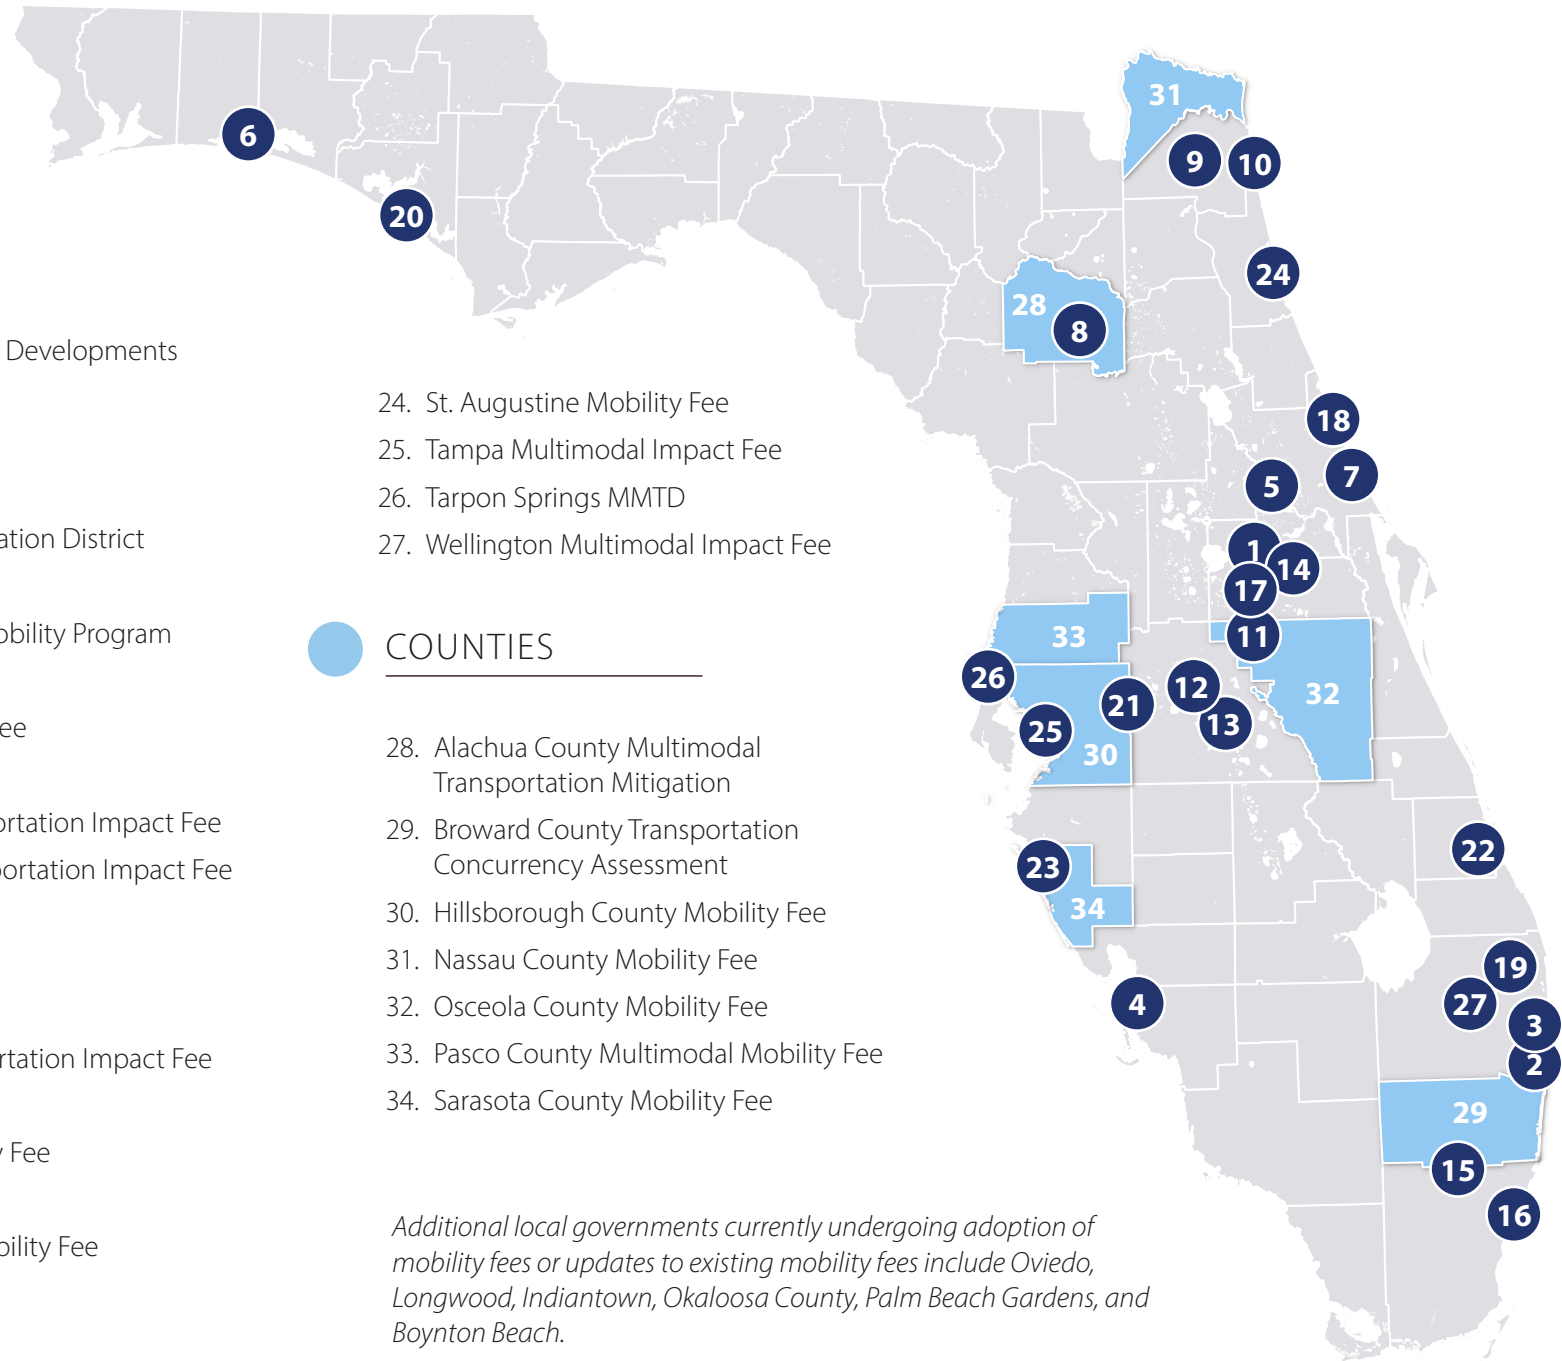 Developments
ation District
obility Program
ee
ortation Impact Fee
portation Impact Fee
rtation Impact Fee
y Fee
bility Fee
24. St. Augustine Mobility Fee
25. Tampa Multimodal Impact Fee
26. Tarpon Springs MMTD
27. Wellington Multimodal Impact Fee
COUNTIES
28. Alachua County Multimodal
Transportation Mitigation
29. Broward County Transportation
Concurrency Assessment
30. Hillsborough County Mobility Fee
31. Nassau County Mobility Fee
32. Osceola County Mobility Fee
33. Pasco County Multimodal Mobility Fee
34. Sarasota County Mobility Fee
Additional local governments currently undergoing adoption of
mobility fees or updates to existing mobility fees include Oviedo,
Longwood, Indiantown, Okaloosa County, Palm Beach Gardens, and
Boynton Beach.
31
6
9
10
20
24
28
8
18
7
5
1
14
17
11
33
26
12
21
32
13
25
30
22
23
34
19
4
27
3
2
29
15
16